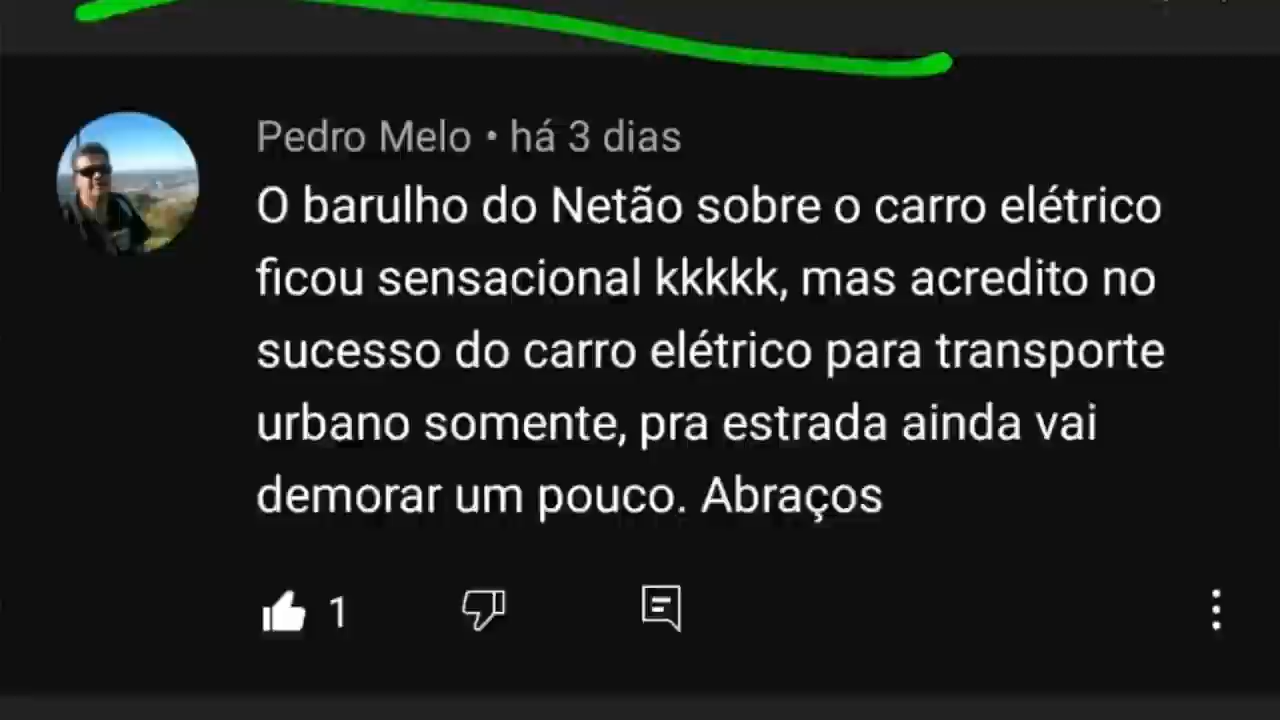 Pedro Melo • há 3 dias
O barulho do Netão sobre o carro elétrico
ficou sensacional kkkkk, mas acredito no
sucesso do carro elétrico para transporte
urbano somente, pra estrada ainda vai
demorar um pouco. Abraços
1